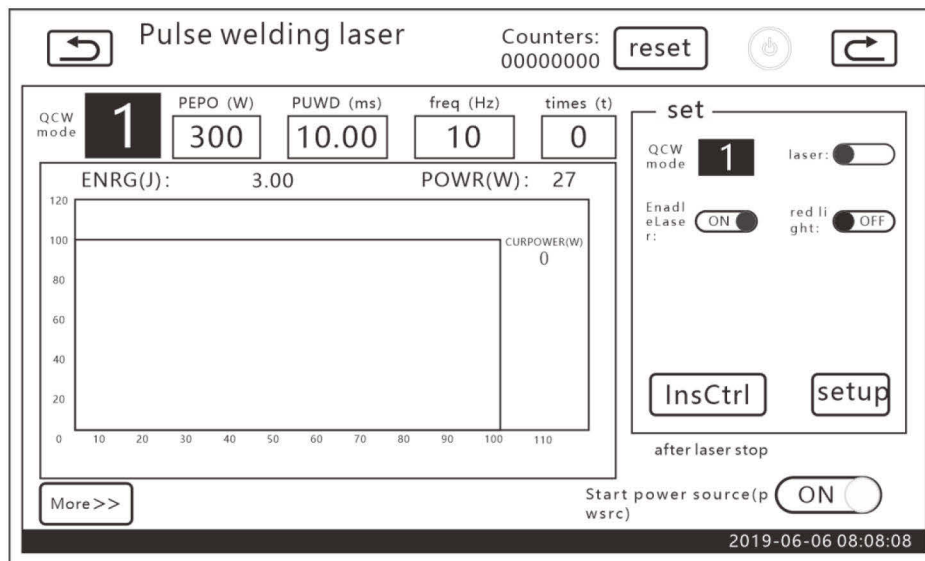 Pulse welding laser
Counters:
00000000
reset
QCW
mode
1
PEPO (W)
300
PUWD (ms)
10.00
freq (Hz)
10
times (t)
0
ENRG(J): 3.00 POWR(W): 27
120
100
80
60
40
20
0 10 20 30 40 50 60 70 80 90 100 110
CURPOWER(W)
0
set
QCW
mode
1
laser:
Enadl
eLase
r:
ON
red li
ght:
OFF
InsCtrl
setup
after laser stop
More>>
Start power source(p
wsrc)
ON
2019-06-06 08:08:08